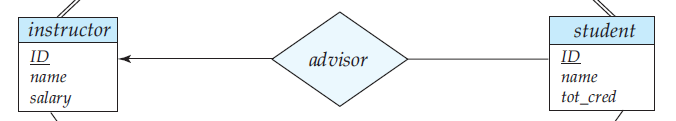 instructor
ID
name
salary
advisor
student
ID
name
tot_cred